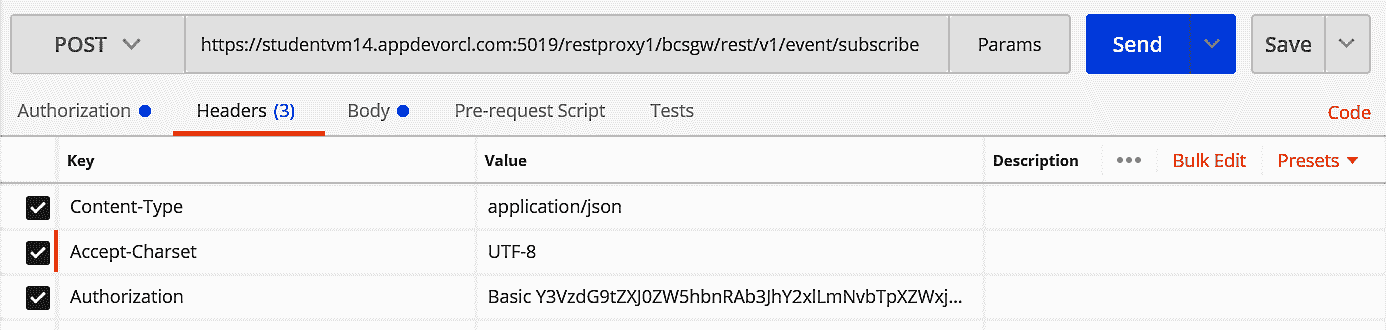 POST https://studentvm14.appdevorcl.com:5019/restproxy1/bcsgw/rest/v1/event/subscribe Params Send Save
Authorization Headers (3) Body Pre-request Script Tests Code
Key Value Description ••• Bulk Edit Presets
Content-Type application/json
Accept-Charset UTF-8
Authorization Basic Y3VzdG9tZXJ0ZW5hbnRAb3JhY2xlLmNvbTpXZWxj...